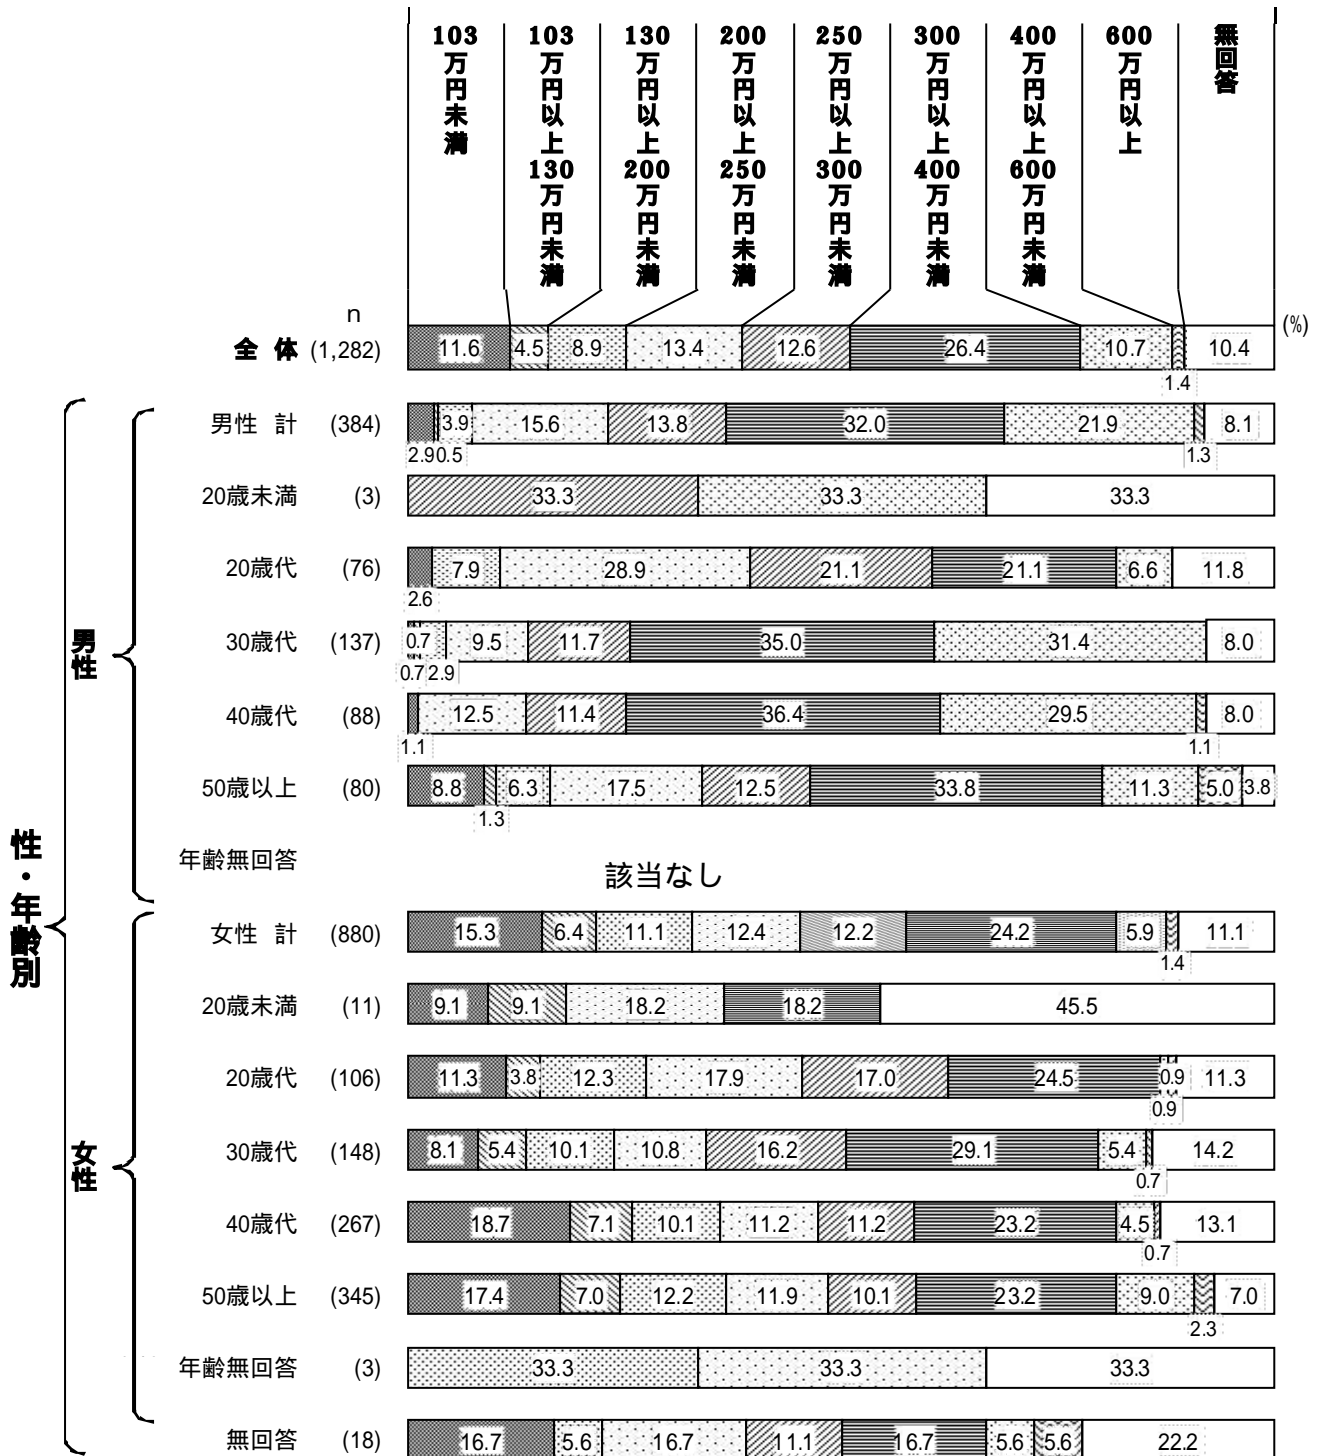 103万円未満
103万円以上130万円未満
130万円以上200万円未満
200万円以上250万円未満
250万円以上300万円未満
300万円以上400万円未満
400万円以上600万円未満
600万円以上
無回答
n
(%)
全 体 (1,282) 11.6 4.5 8.9 13.4 12.6 26.4 10.7 10.4
1.4
男性 計 (384) 3.9 15.6 13.8 32.0 21.9 8.1
2.9 0.5 1.3
20歳未満 (3) 33.3 33.3 33.3
20歳代 (76) 7.9 28.9 21.1 21.1 6.6 11.8
2.6
30歳代 (137) 0.7 9.5 11.7 35.0 31.4 8.0
0.7 2.9
40歳代 (88) 12.5 11.4 36.4 29.5 8.0
1.1 1.1
50歳以上 (80) 8.8 6.3 17.5 12.5 33.8 11.3 5.0 3.8
1.3
年齢無回答
該当なし
男性
性・年齢別
女性 計 (880) 15.3 6.4 11.1 12.4 12.2 24.2 5.9 11.1
1.4
20歳未満 (11) 9.1 9.1 18.2 18.2 45.5
20歳代 (106) 11.3 3.8 12.3 17.9 17.0 24.5 0.9 11.3
0.9
30歳代 (148) 8.1 5.4 10.1 10.8 16.2 29.1 5.4 14.2
0.7
40歳代 (267) 18.7 7.1 10.1 11.2 11.2 23.2 4.5 13.1
0.7
50歳以上 (345) 17.4 7.0 12.2 11.9 10.1 23.2 9.0 7.0
2.3
年齢無回答 (3) 33.3 33.3 33.3
女性
無回答 (18) 16.7 5.6 16.7 11.1 16.7 5.6 5.6 22.2